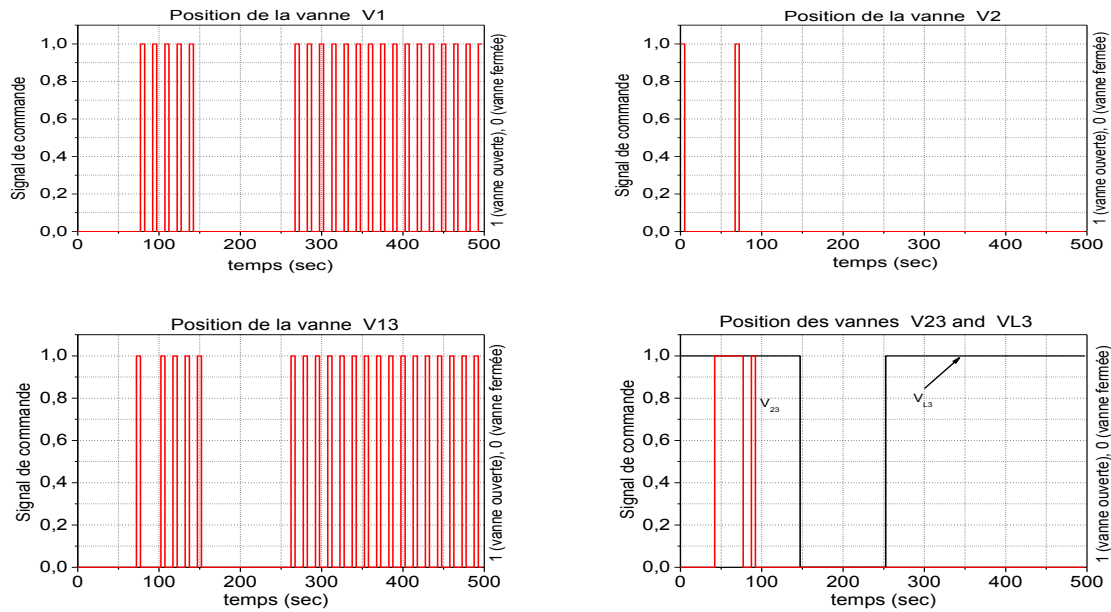 Position de la vanne V1
Signal de commande
1,0
0,8
0,6
0,4
0,2
0,0
0 100 200 300 400 500
temps (sec)
1 (vanne ouverte), 0 (vanne fermée)
Position de la vanne V2
Signal de commande
1,0
0,8
0,6
0,4
0,2
0,0
0 100 200 300 400 500
temps (sec)
1 (vanne ouverte), 0 (vanne fermée)
Position de la vanne V13
Signal de commande
1,0
0,8
0,6
0,4
0,2
0,0
0 100 200 300 400 500
temps (sec)
1 (vanne ouverte), 0 (vanne fermée)
Position des vannes V23 and VL3
Signal de commande
1,0
0,8
0,6
0,4
0,2
0,0
V23
VL3
0 100 200 300 400 500
temps (sec)
1 (vanne ouverte), 0 (vanne fermée)